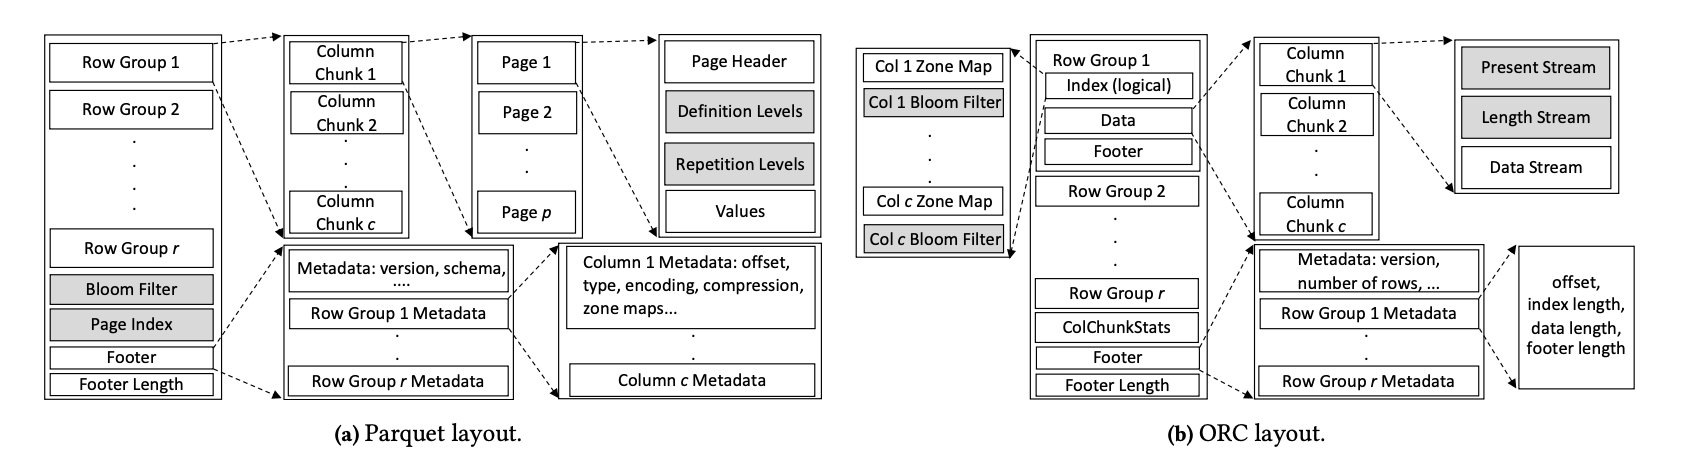 Row Group 1
Row Group 2
.
.
.
.
Row Group r
Bloom Filter
Page Index
Footer
Footer Length
Column
Chunk 1
Column
Chunk 2
.
.
.
Column
Chunk c
Page 1
Page 2
.
.
.
Page p
Page Header
Definition Levels
Repetition Levels
Values
Metadata: version, schema,
....
Row Group 1 Metadata
.
.
Row Group r Metadata
Column 1 Metadata: offset,
type, encoding, compression,
zone maps...
.
.
Column c Metadata
(a) Parquet layout.
Col 1 Zone Map
Col 1 Bloom Filter
.
.
.
.
Col c Zone Map
Col c Bloom Filter
Row Group 1
Index (logical)
Data
Footer
Row Group 2
.
.
.
Row Group r
ColChunkStats
Footer
Footer Length
Column
Chunk 1
Column
Chunk 2
.
.
.
Column
Chunk c
Present Stream
Length Stream
Data Stream
Metadata: version,
number of rows, ...
Row Group 1 Metadata
.
.
Row Group r Metadata
offset,
index length,
data length,
footer length
(b) ORC layout.